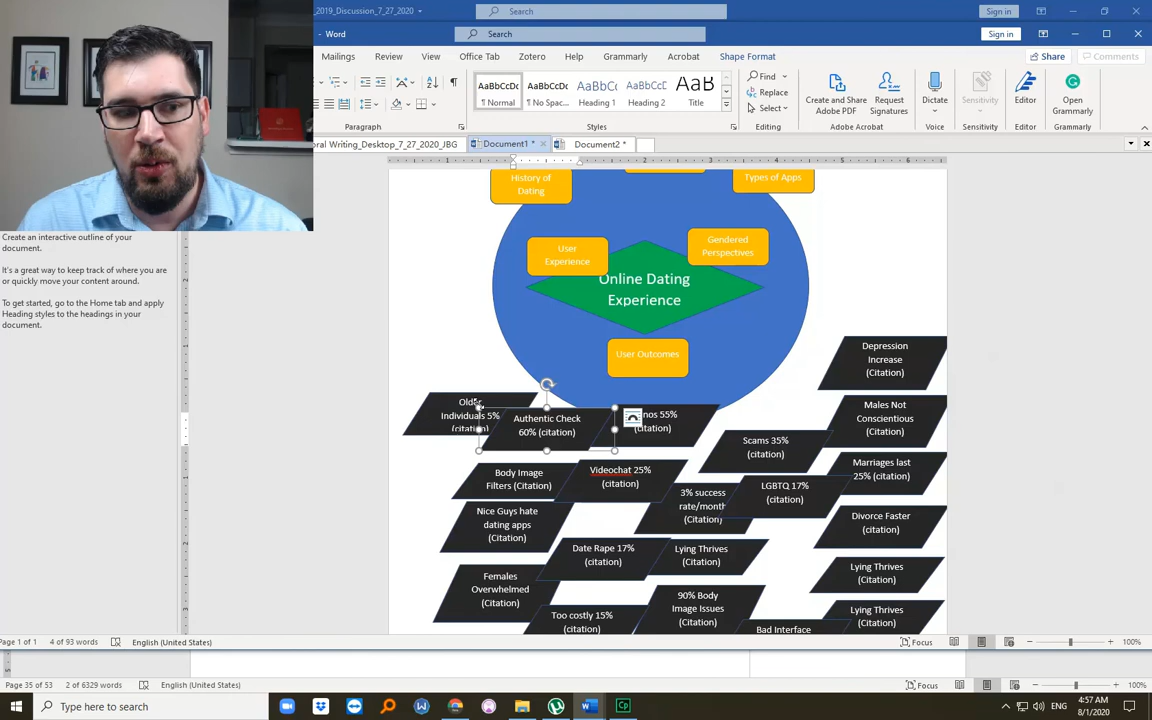 _2019_Discussion_7_27_2020
Search
Sign in
- Word
Search
Sign in
Mailings
Review
View
Office Tab
Zotero
Help
Grammarly
Acrobat
Shape Format
Share
Comments
AaBbCcDc
AaBbCcDc
AaBbC
AaBbCcD
AaB
¶ Normal
¶ No Spac...
Heading 1
Heading 2
Title
Find
Replace
Select
Create and Share
Adobe PDF
Request
Signatures
Dictate
Sensitivity
Editor
Open
Grammarly
Paragraph
Styles
Editing
Adobe Acrobat
Voice
Sensitivity
Editor
Grammarly
oral Writing_Desktop_7_27_2020_JBG
Document1 *
Document2 *
Create an interactive outline of your
document.
It's a great way to keep track of where you are
or quickly move your content around.
To get started, go to the Home tab and apply
Heading styles to the headings in your
document.
History of
Dating
Types of Apps
User
Experience
Gendered
Perspectives
Online Dating
Experience
User Outcomes
Depression
Increase
(Citation)
Older
Individuals 5%
(citation)
Authentic Check
60% (citation)
nos 55%
(citation)
Males Not
Conscientious
(Citation)
Scams 35%
(citation)
Marriages last
25% (citation)
Body Image
Filters (Citation)
Videochat 25%
(citation)
3% success
rate/month
(Citation)
LGBTQ 17%
(citation)
Nice Guys hate
dating apps
(Citation)
Divorce Faster
(citation)
Date Rape 17%
(citation)
Lying Thrives
(Citation)
Lying Thrives
(Citation)
Females
Overwhelmed
(Citation)
Too costly 15%
(citation)
90% Body
Image Issues
(Citation)
Bad Interface
Lying Thrives
(Citation)
Page 1 of 1
4 of 93 words
English (United States)
Focus
100%
Page 35 of 53
2 of 6329 words
English (United States)
Focus
100%
Type here to search
ENG
4:57 AM
8/1/2020